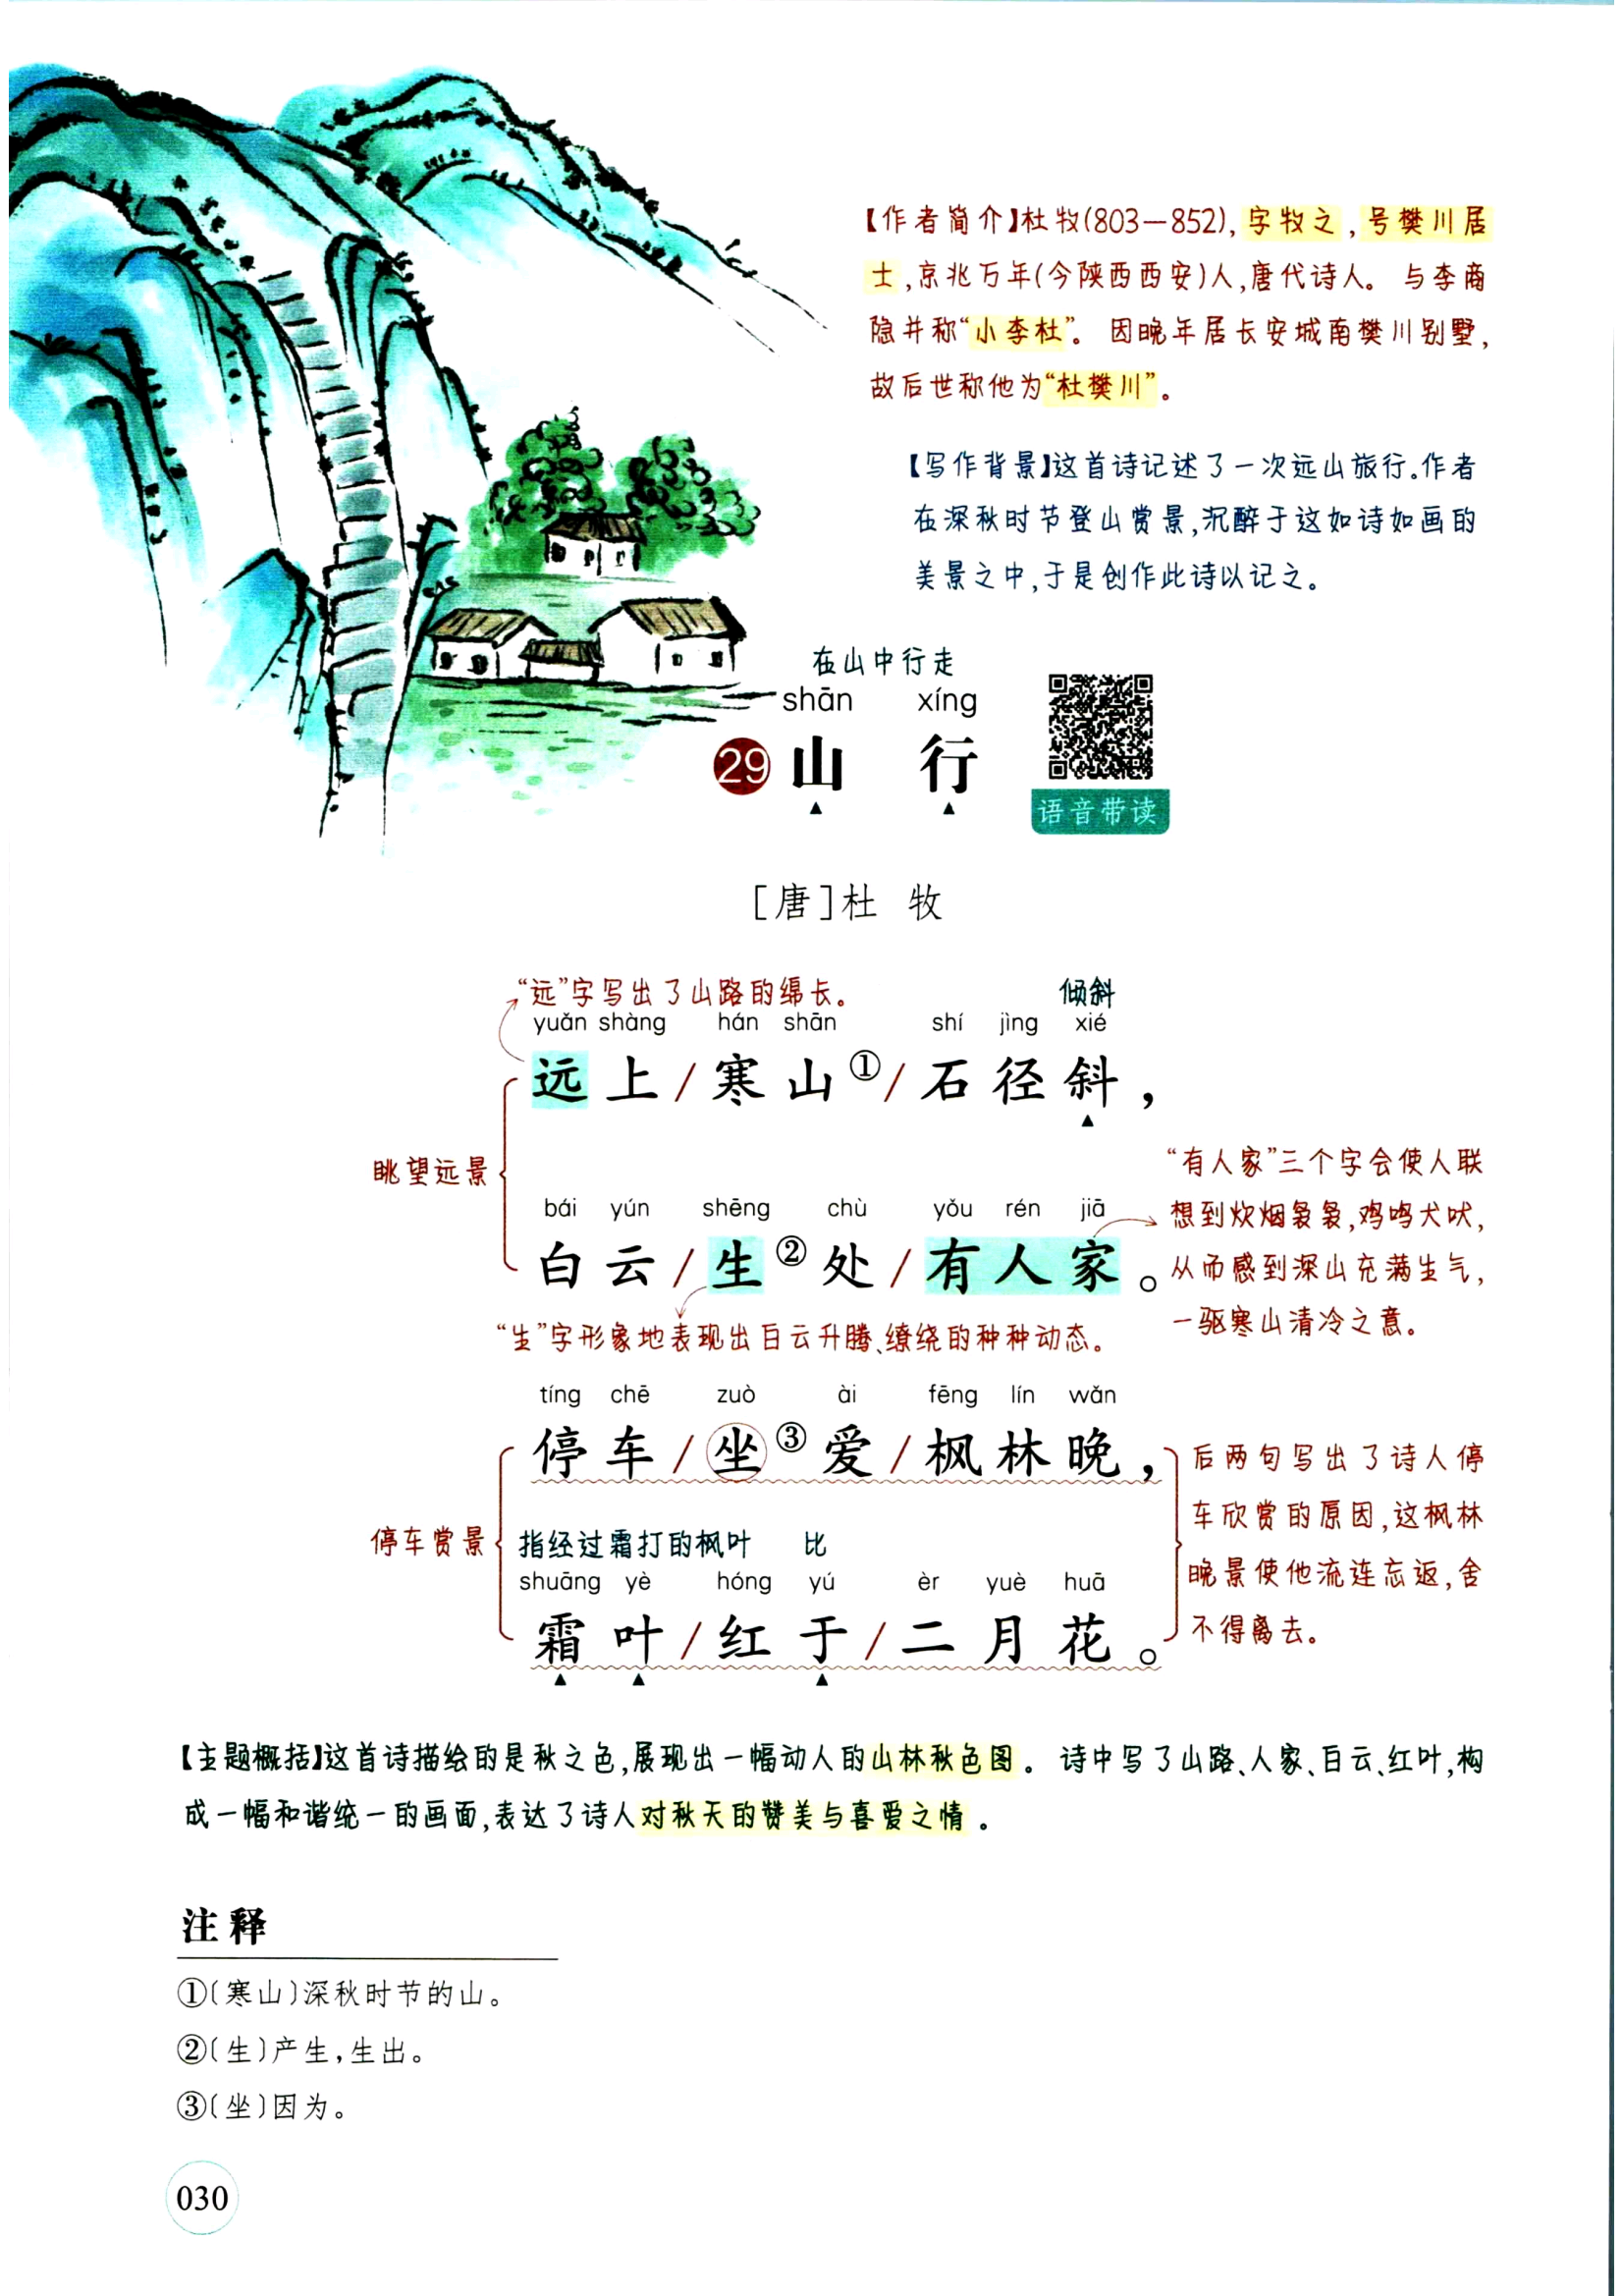 【作者简介】杜牧(803—852),字牧之,号樊川居
士,京兆万年(今陕西西安)人,唐代诗人。与李商
隐并称“小李杜”。因晚年居长安城南樊川别墅,
故后世称他为“杜樊川”。
【写作背景】这首诗记述了一次远山旅行。作者
在深秋时节登山赏景,沉醉于这如诗如画的
美景之中,于是创作此诗以记之。
在山中行走
shān xíng
29 山 行
语音带读
[唐]杜 牧
“远”字写出了山路的绵长。 倾斜
yuǎn shàng hán shān shí jìng xié
远上/寒山①/石径斜,
眺望远景
bái yún shēng chù yǒu rén jiā
白云/生②处/有人家。
“有人家”三个字会使人联
想到炊烟袅袅,鸡鸣犬吠,
从而感到深山充满生气,
一驱寒山清冷之意。
“生”字形象地表现出白云升腾、缭绕的种种动态。
tíng chē zuò ài fēng lín wǎn
停车/坐③爱/枫林晚,
停车赏景
指经过霜打的枫叶 比
shuāng yè hóng yú èr yuè huā
霜叶/红于/二月花。
后两句写出了诗人停
车欣赏的原因,这枫林
晚景使他流连忘返,舍
不得离去。
【主题概括】这首诗描绘的是秋之色,展现出一幅动人的山林秋色图。诗中写了山路、人家、白云、红叶,构
成一幅和谐统一的画面,表达了诗人对秋天的赞美与喜爱之情。
注释
①〔寒山〕深秋时节的山。
②〔生〕产生,生出。
③〔坐〕因为。
030